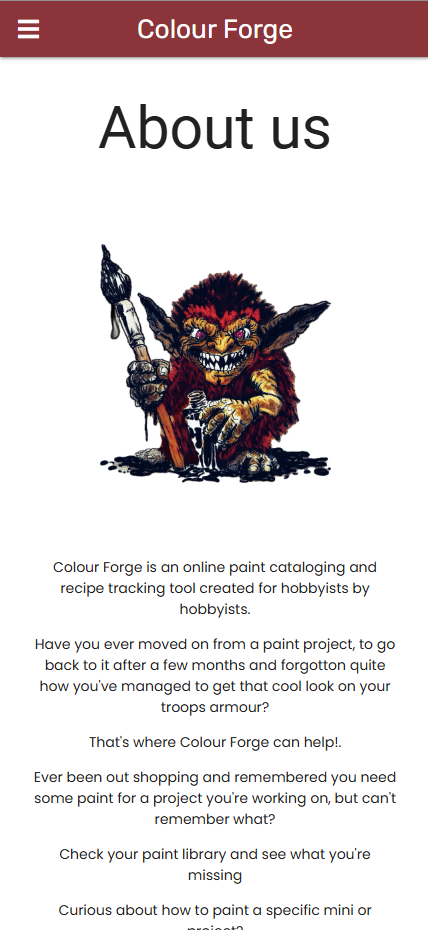 Colour Forge
About us
Colour Forge is an online paint cataloging and
recipe tracking tool created for hobbyists by
hobbyists.
Have you ever moved on from a paint project, to go
back to it after a few months and forgotton quite
how you've managed to get that cool look on your
troops armour?
That's where Colour Forge can help!.
Ever been out shopping and remembered you need
some paint for a project you're working on, but can't
remember what?
Check your paint library and see what you're
missing
Curious about how to paint a specific mini or
project?